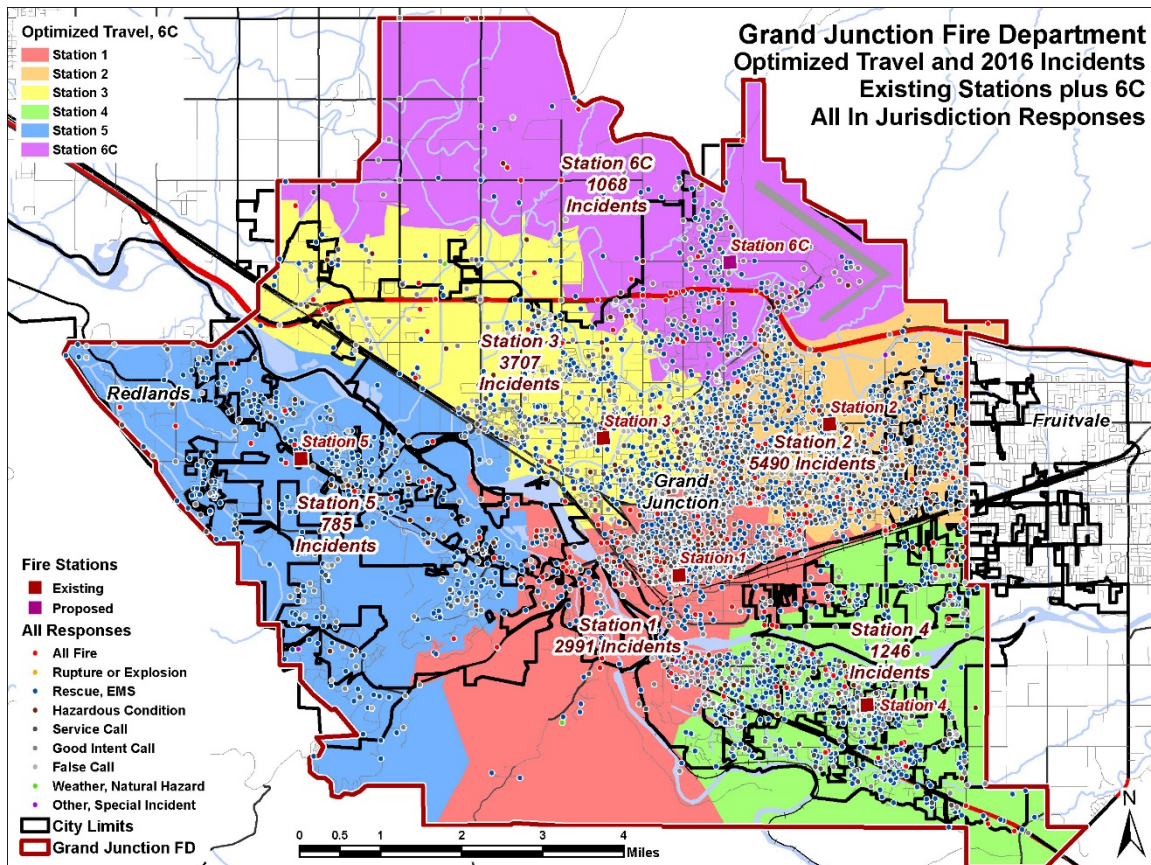 Grand Junction Fire Department
Optimized Travel and 2016 Incidents
Existing Stations plus 6C
All In Jurisdiction Responses
Optimized Travel, 6C
Station 1
Station 2
Station 3
Station 4
Station 5
Station 6C
Station 6C
1068
Incidents
Station 6C
Station 3
3707
Incidents
Station 3
Station 2
Station 2
5490 Incidents
Fruitvale
Redlands
Station 5
Station 5
785
Incidents
Grand
Junction
Station 1
Station 1
2991 Incidents
Station 4
1246
Incidents
Station 4
Fire Stations
Existing
Proposed
All Responses
All Fire
Rupture or Explosion
Rescue, EMS
Hazardous Condition
Service Call
Good Intent Call
False Call
Weather, Natural Hazard
Other, Special Incident
City Limits
Grand Junction FD
0 0.5 1 2 3 4
Miles
N